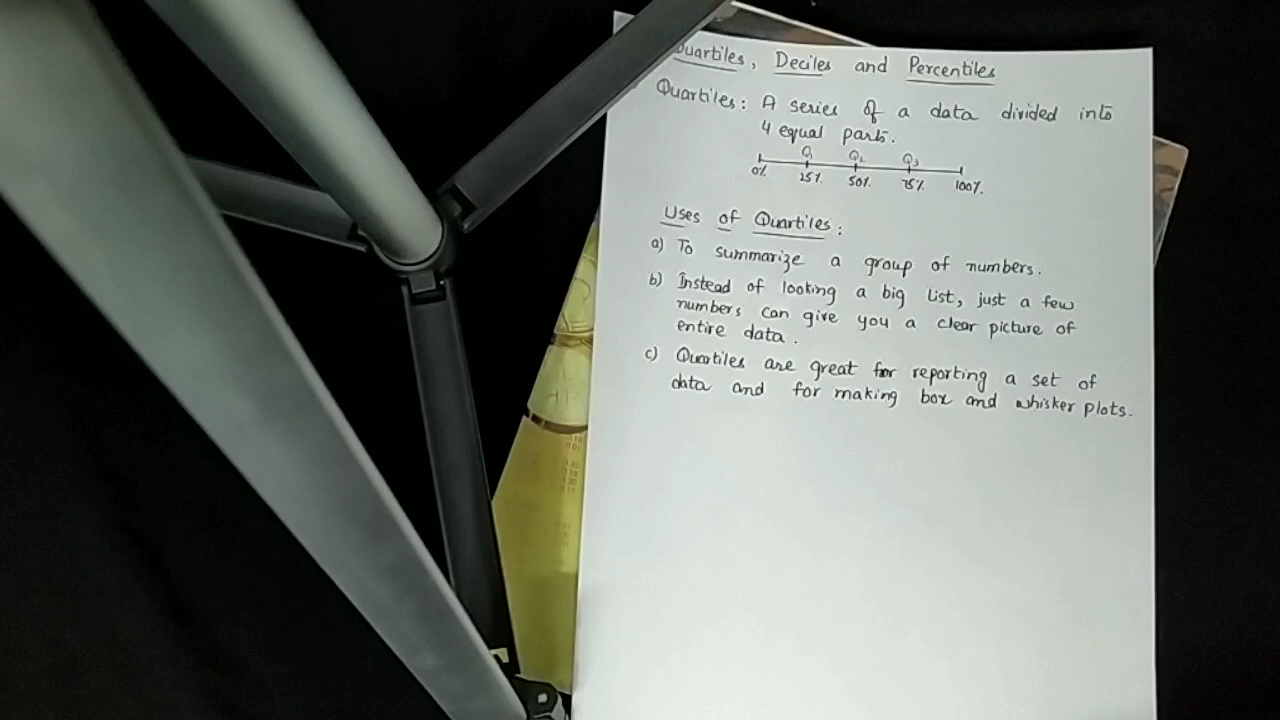 Quartiles, Deciles and Percentiles
Quartiles: A series of a data divided into
4 equal parts.
Q1 Q2 Q3
0% 25% 50% 75% 100%.
Uses of Quartiles:
a) To summarize a group of numbers.
b) Instead of looking a big list, just a few
numbers can give you a clear picture of
entire data.
c) Quartiles are great for reporting a set of
data and for making box and whisker plots.